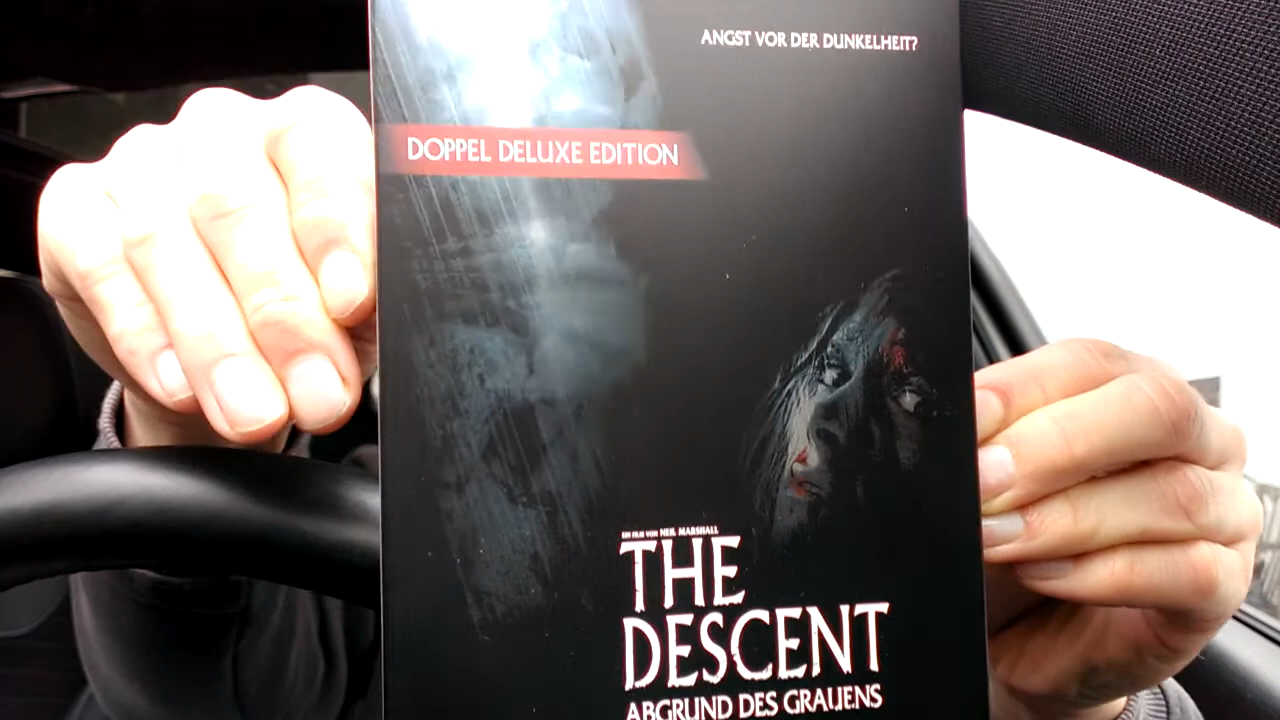 ANGST VOR DER DUNKELHEIT?
DOPPEL DELUXE EDITION
EIN FILM VON NEIL MARSHALL
THE
DESCENT
ABGRUND DES GRAUENS